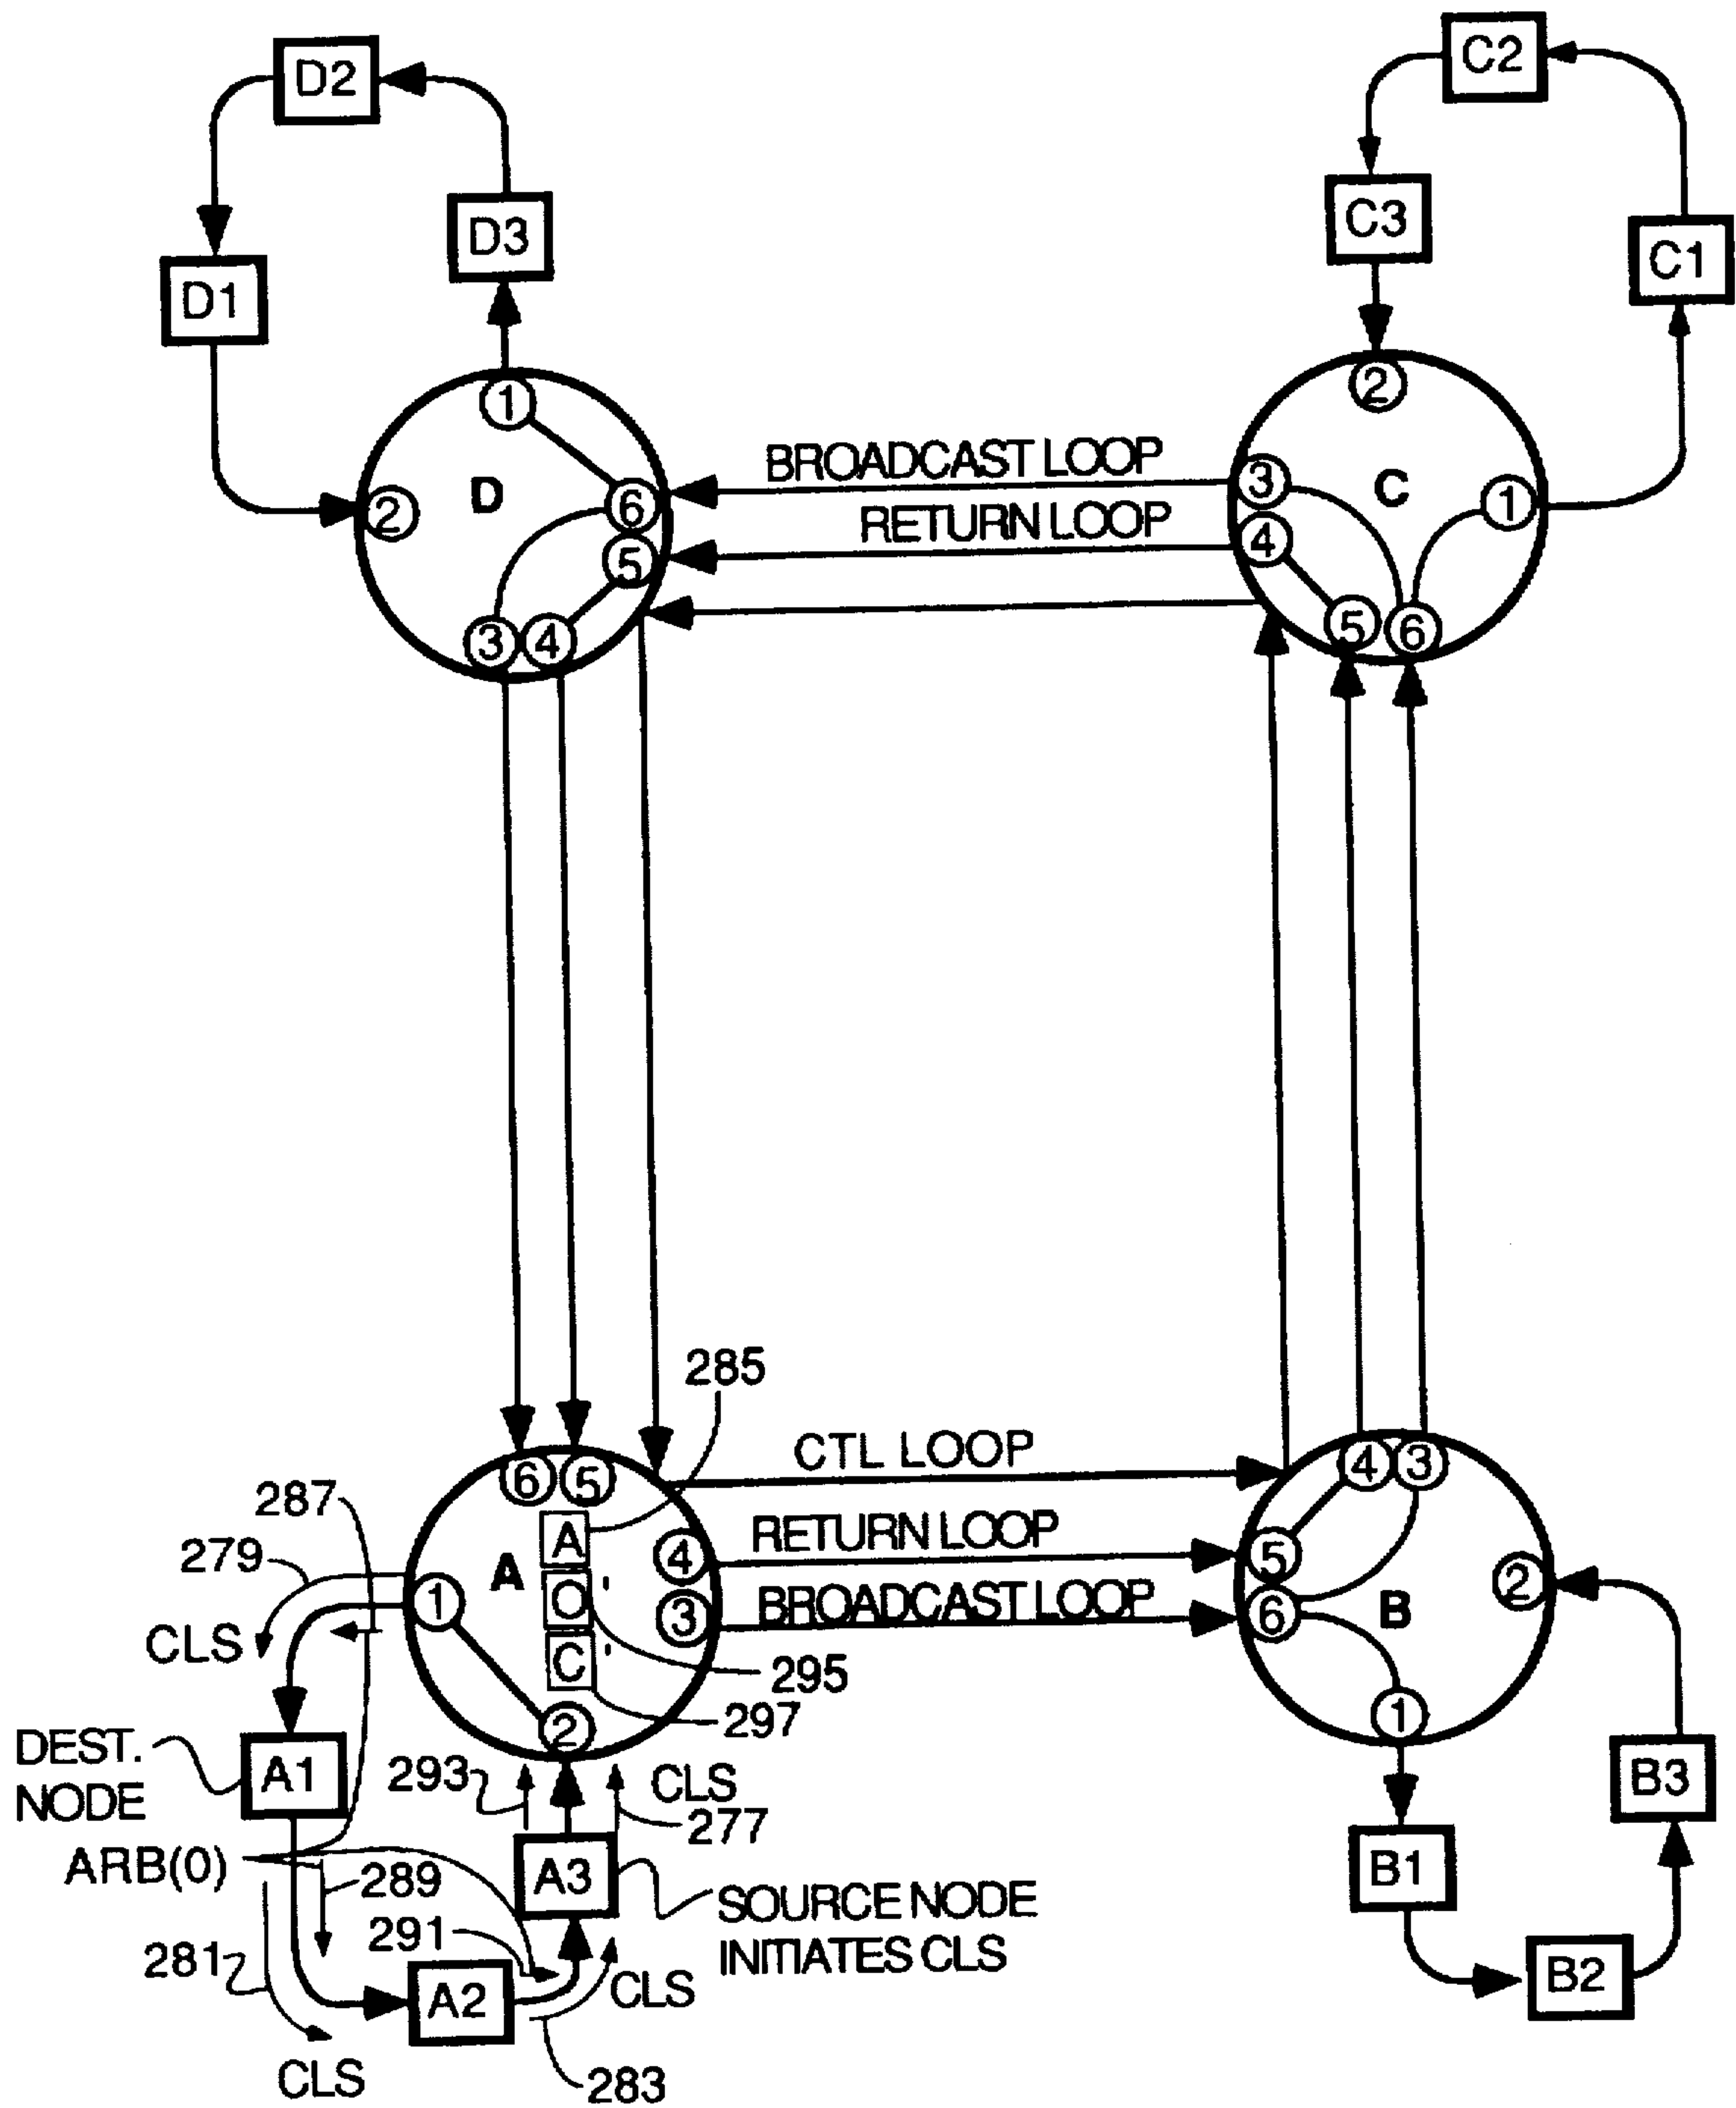 D2
C2
D3
C3
C1
D1
1
2
BROADCAST LOOP
3
C
1
D
6
2
RETURN LOOP
4
5
3
4
5
6
285
CTL LOOP
4
3
287
6
5
A
RETURN LOOP
279
4
5
2
A
1
O'
BROADCAST LOOP
3
6
B
CLS
C'
295
297
1
2
DEST.
NODE
A1
293
CLS
277
B3
ARB(0)
289
A3
B1
SOURCE NODE
INITIATES CLS
291
281
CLS
A2
B2
CLS
283